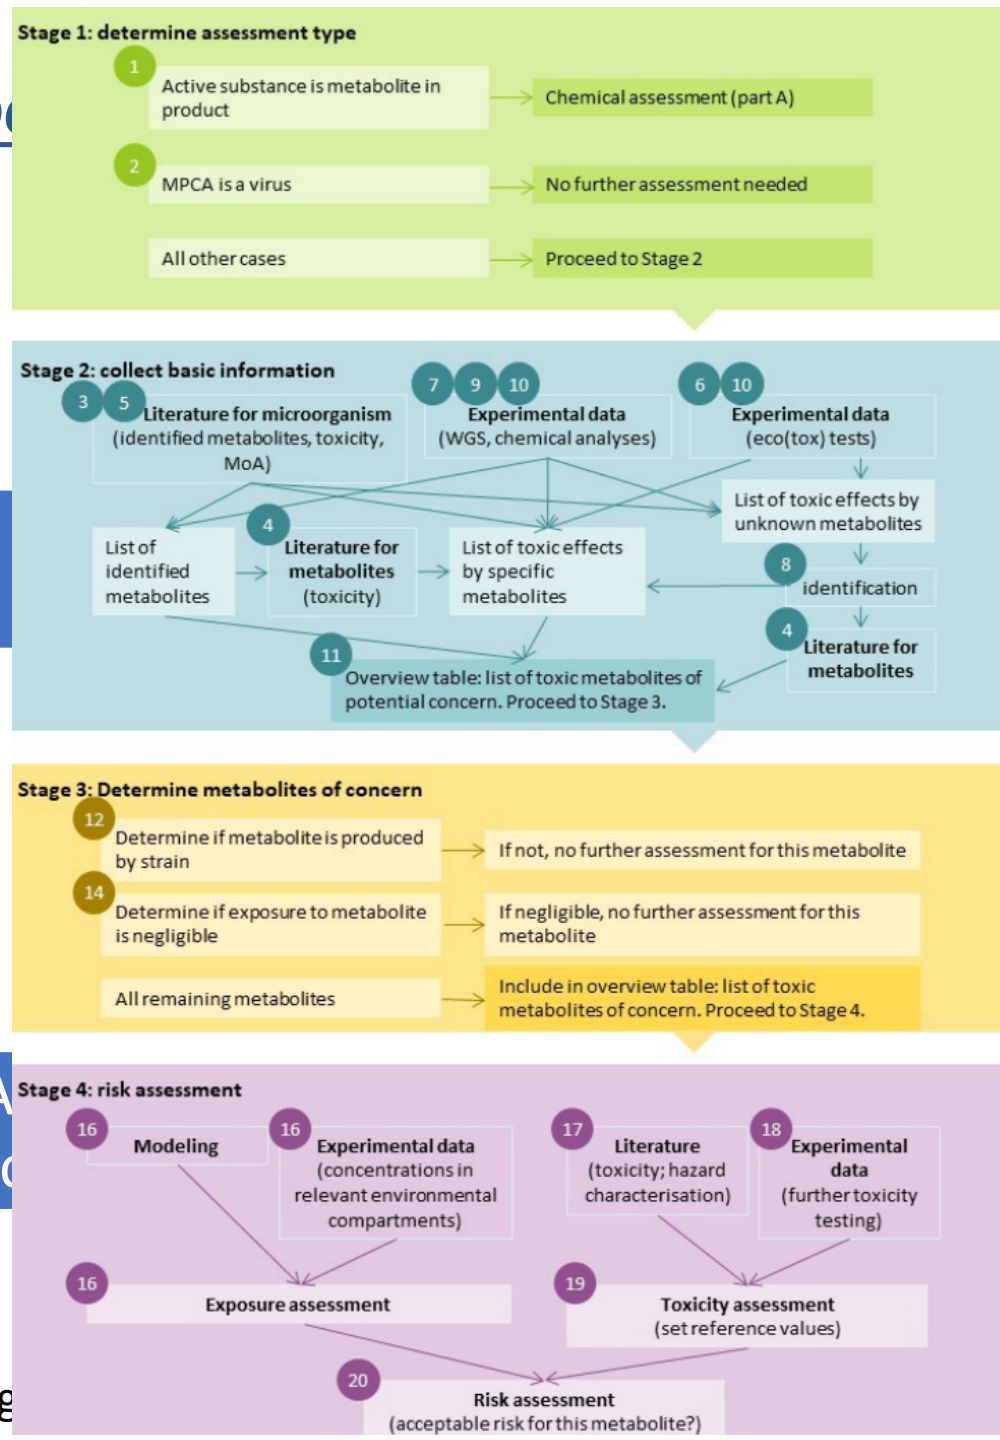 Stage 1: determine assessment type
1
Active substance is metabolite in
product
Chemical assessment (part A)
2
MPCA is a virus
No further assessment needed
All other cases
Proceed to Stage 2
Stage 2: collect basic information
3
5
Literature for microorganism
(identified metabolites, toxicity,
MoA)
7
9
10
Experimental data
(WGS, chemical analyses)
6
10
Experimental data
(eco(tox) tests)
List of toxic effects by
unknown metabolites
List of
identified
metabolites
4
Literature for
metabolites
(toxicity)
List of toxic effects
by specific
metabolites
8
identification
4
Literature for
metabolites
11
Overview table: list of toxic metabolites of
potential concern. Proceed to Stage 3.
Stage 3: Determine metabolites of concern
12
Determine if metabolite is produced
by strain
If not, no further assessment for this metabolite
14
Determine if exposure to metabolite
is negligible
If negligible, no further assessment for this
metabolite
All remaining metabolites
Include in overview table: list of toxic
metabolites of concern. Proceed to Stage 4.
Stage 4: risk assessment
16
Modeling
16
Experimental data
(concentrations in
relevant environmental
compartments)
17
Literature
(toxicity; hazard
characterisation)
18
Experimental
data
(further toxicity
testing)
16
Exposure assessment
19
Toxicity assessment
(set reference values)
20
Risk assessment
(acceptable risk for this metabolite?)